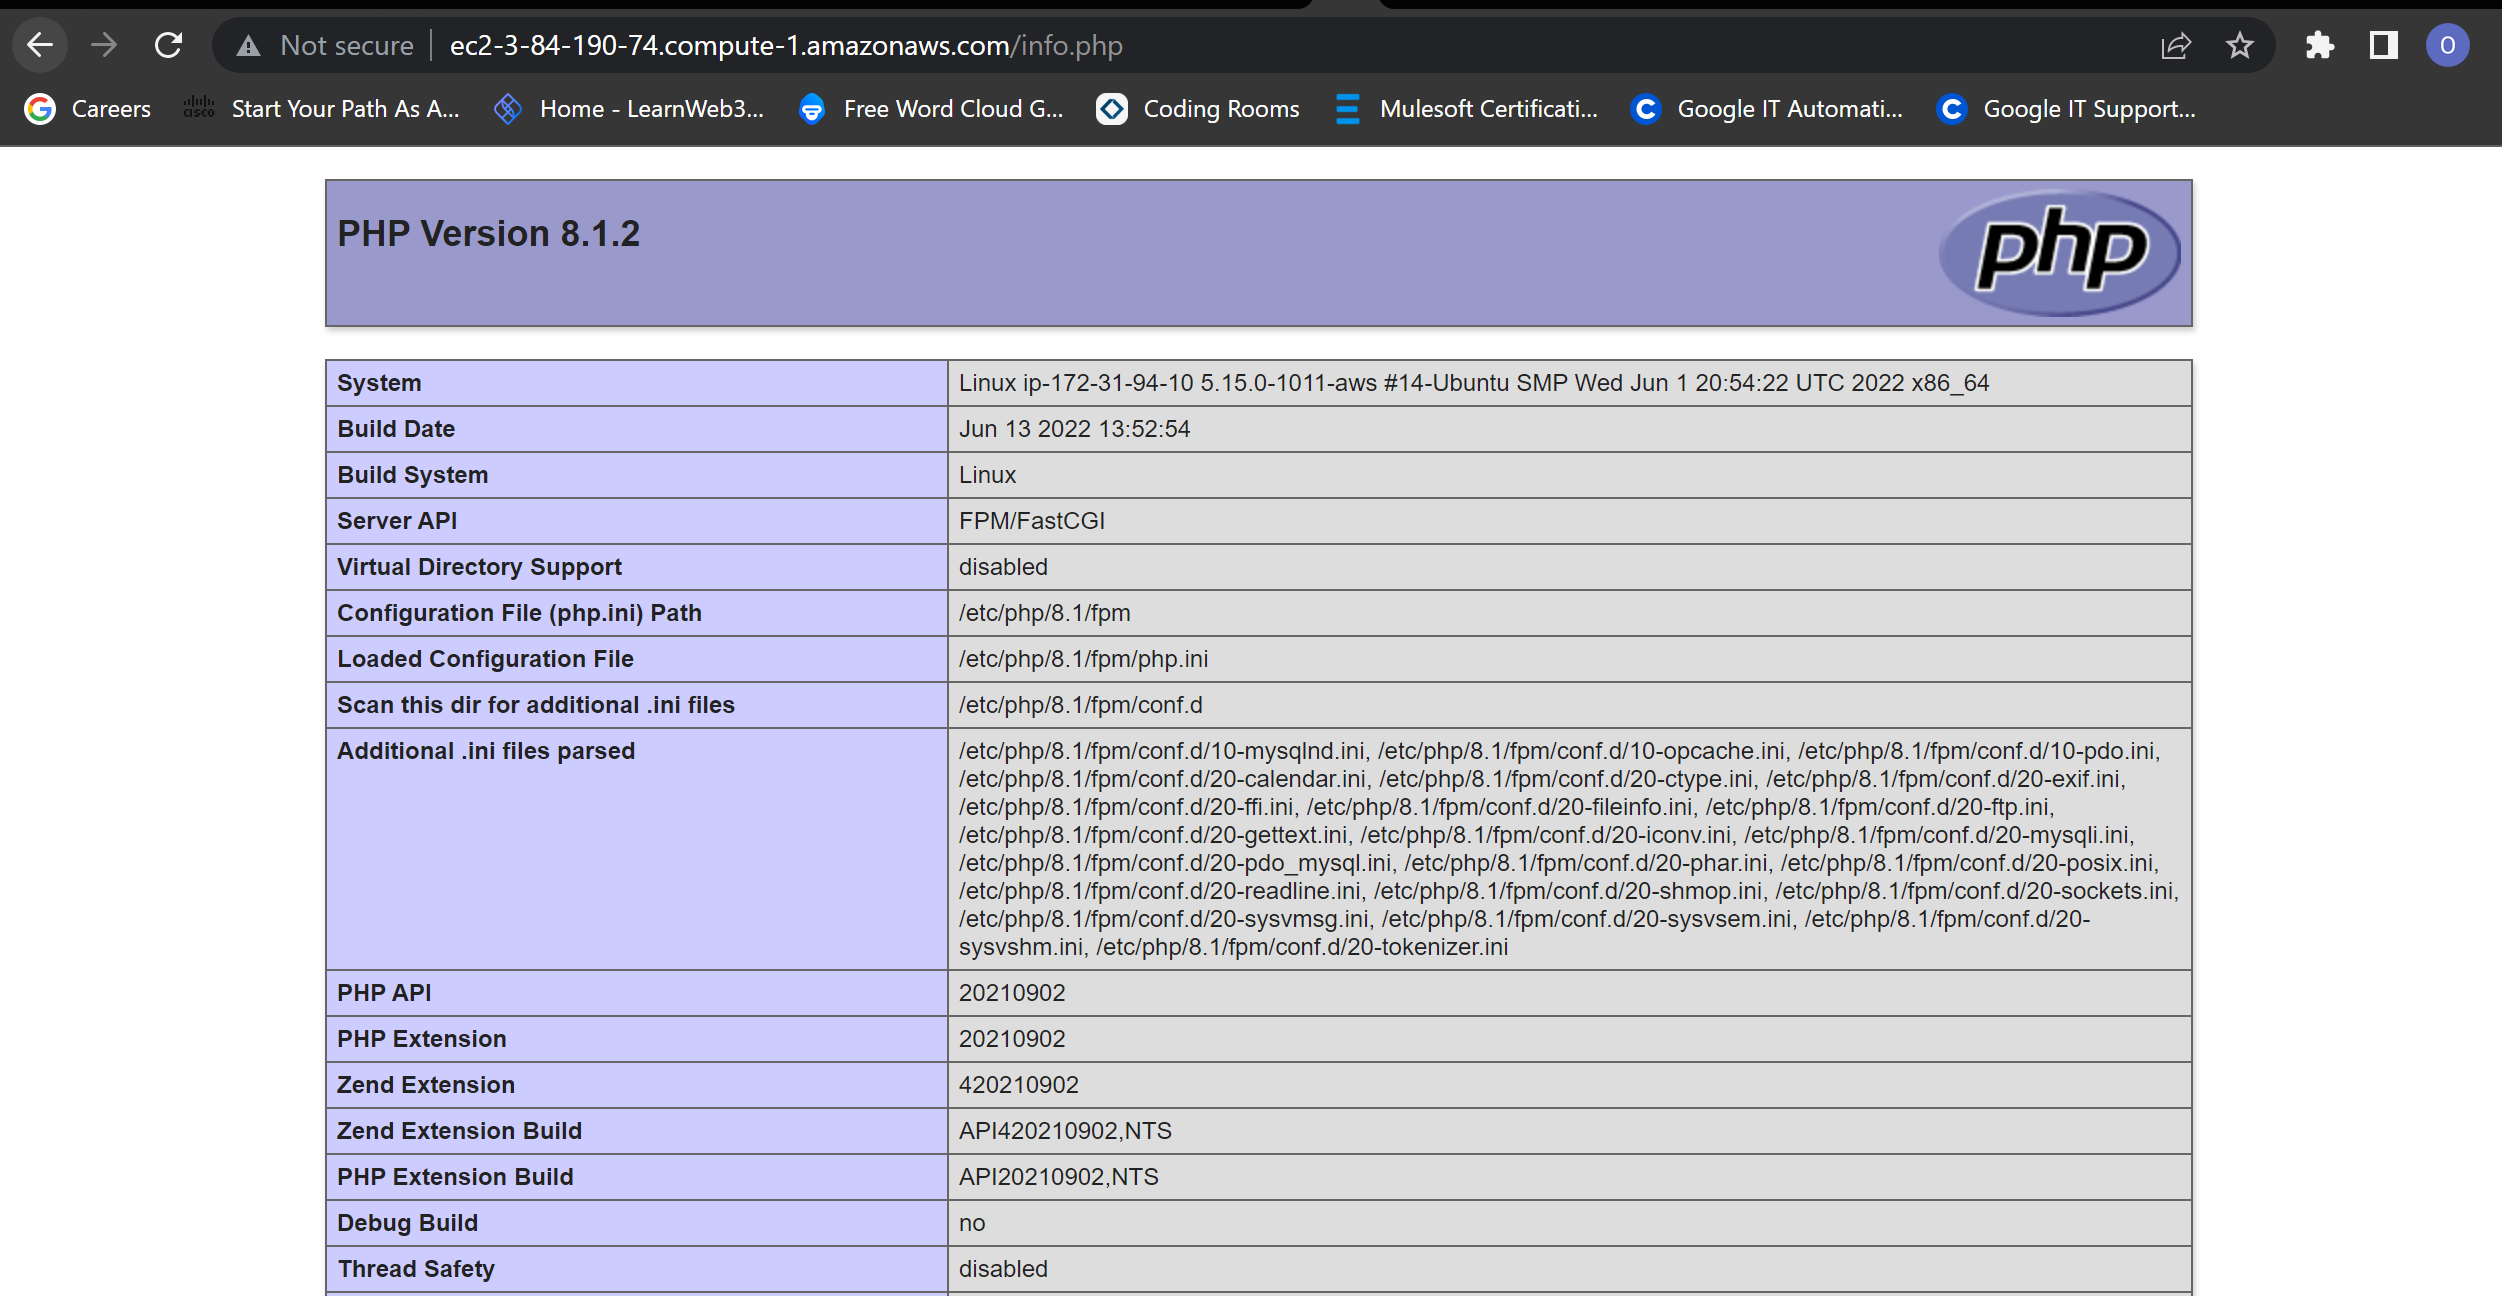 Not secure ec2-3-84-190-74.compute-1.amazonaws.com/info.php O
Careers Start Your Path As A... Home - LearnWeb3... Free Word Cloud G... Coding Rooms Mulesoft Certificati... Google IT Automati... Google IT Support...
PHP Version 8.1.2 php
System Linux ip-172-31-94-10 5.15.0-1011-aws #14-Ubuntu SMP Wed Jun 1 20:54:22 UTC 2022 x86_64
Build Date Jun 13 2022 13:52:54
Build System Linux
Server API FPM/FastCGI
Virtual Directory Support disabled
Configuration File (php.ini) Path /etc/php/8.1/fpm
Loaded Configuration File /etc/php/8.1/fpm/php.ini
Scan this dir for additional .ini files /etc/php/8.1/fpm/conf.d
Additional .ini files parsed /etc/php/8.1/fpm/conf.d/10-mysqlnd.ini, /etc/php/8.1/fpm/conf.d/10-opcache.ini, /etc/php/8.1/fpm/conf.d/10-pdo.ini,
/etc/php/8.1/fpm/conf.d/20-calendar.ini, /etc/php/8.1/fpm/conf.d/20-ctype.ini, /etc/php/8.1/fpm/conf.d/20-exif.ini,
/etc/php/8.1/fpm/conf.d/20-ffi.ini, /etc/php/8.1/fpm/conf.d/20-fileinfo.ini, /etc/php/8.1/fpm/conf.d/20-ftp.ini,
/etc/php/8.1/fpm/conf.d/20-gettext.ini, /etc/php/8.1/fpm/conf.d/20-iconv.ini, /etc/php/8.1/fpm/conf.d/20-mysqli.ini,
/etc/php/8.1/fpm/conf.d/20-pdo_mysql.ini, /etc/php/8.1/fpm/conf.d/20-phar.ini, /etc/php/8.1/fpm/conf.d/20-posix.ini,
/etc/php/8.1/fpm/conf.d/20-readline.ini, /etc/php/8.1/fpm/conf.d/20-shmop.ini, /etc/php/8.1/fpm/conf.d/20-sockets.ini,
/etc/php/8.1/fpm/conf.d/20-sysvmsg.ini, /etc/php/8.1/fpm/conf.d/20-sysvsem.ini, /etc/php/8.1/fpm/conf.d/20-
sysvshm.ini, /etc/php/8.1/fpm/conf.d/20-tokenizer.ini
PHP API 20210902
PHP Extension 20210902
Zend Extension 420210902
Zend Extension Build API420210902,NTS
PHP Extension Build API20210902,NTS
Debug Build no
Thread Safety disabled